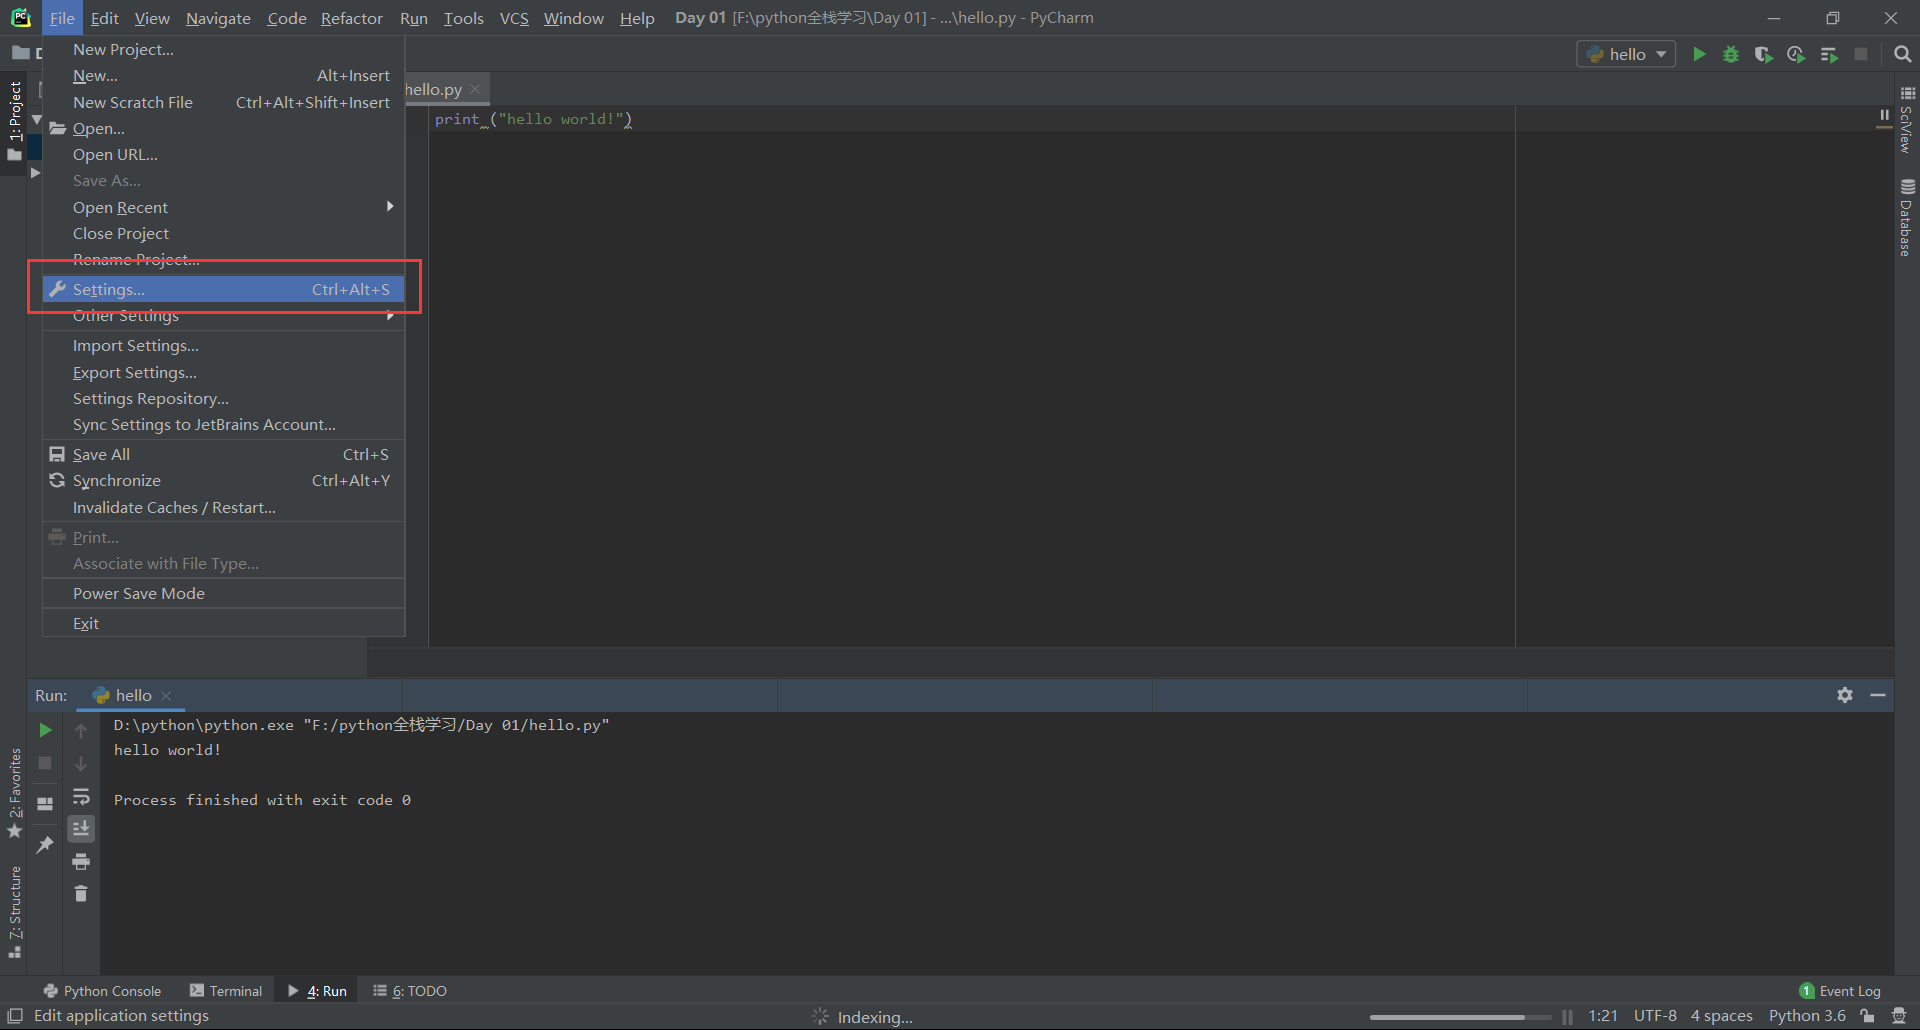 File Edit View Navigate Code Refactor Run Tools VCS Window Help Day 01 [F:\python全栈学习\Day 01] - ...\hello.py - PyCharm
hello
New Project...
New... Alt+Insert
New Scratch File Ctrl+Alt+Shift+Insert
Open...
Open URL...
Save As...
Open Recent
Close Project
Rename Project...
Settings... Ctrl+Alt+S
Other Settings
Import Settings...
Export Settings...
Settings Repository...
Sync Settings to JetBrains Account...
Save All Ctrl+S
Synchronize Ctrl+Alt+Y
Invalidate Caches / Restart...
Print...
Associate with File Type...
Power Save Mode
Exit
hello.py
print ("hello world!")
1: Project
2: Favorites
7: Structure
SciView
Database
Run: hello
D:\python\python.exe "F:/python全栈学习/Day 01/hello.py"
hello world!
Process finished with exit code 0
Python Console Terminal 4: Run 6: TODO 1 Event Log
Edit application settings Indexing... 1:21 UTF-8 4 spaces Python 3.6